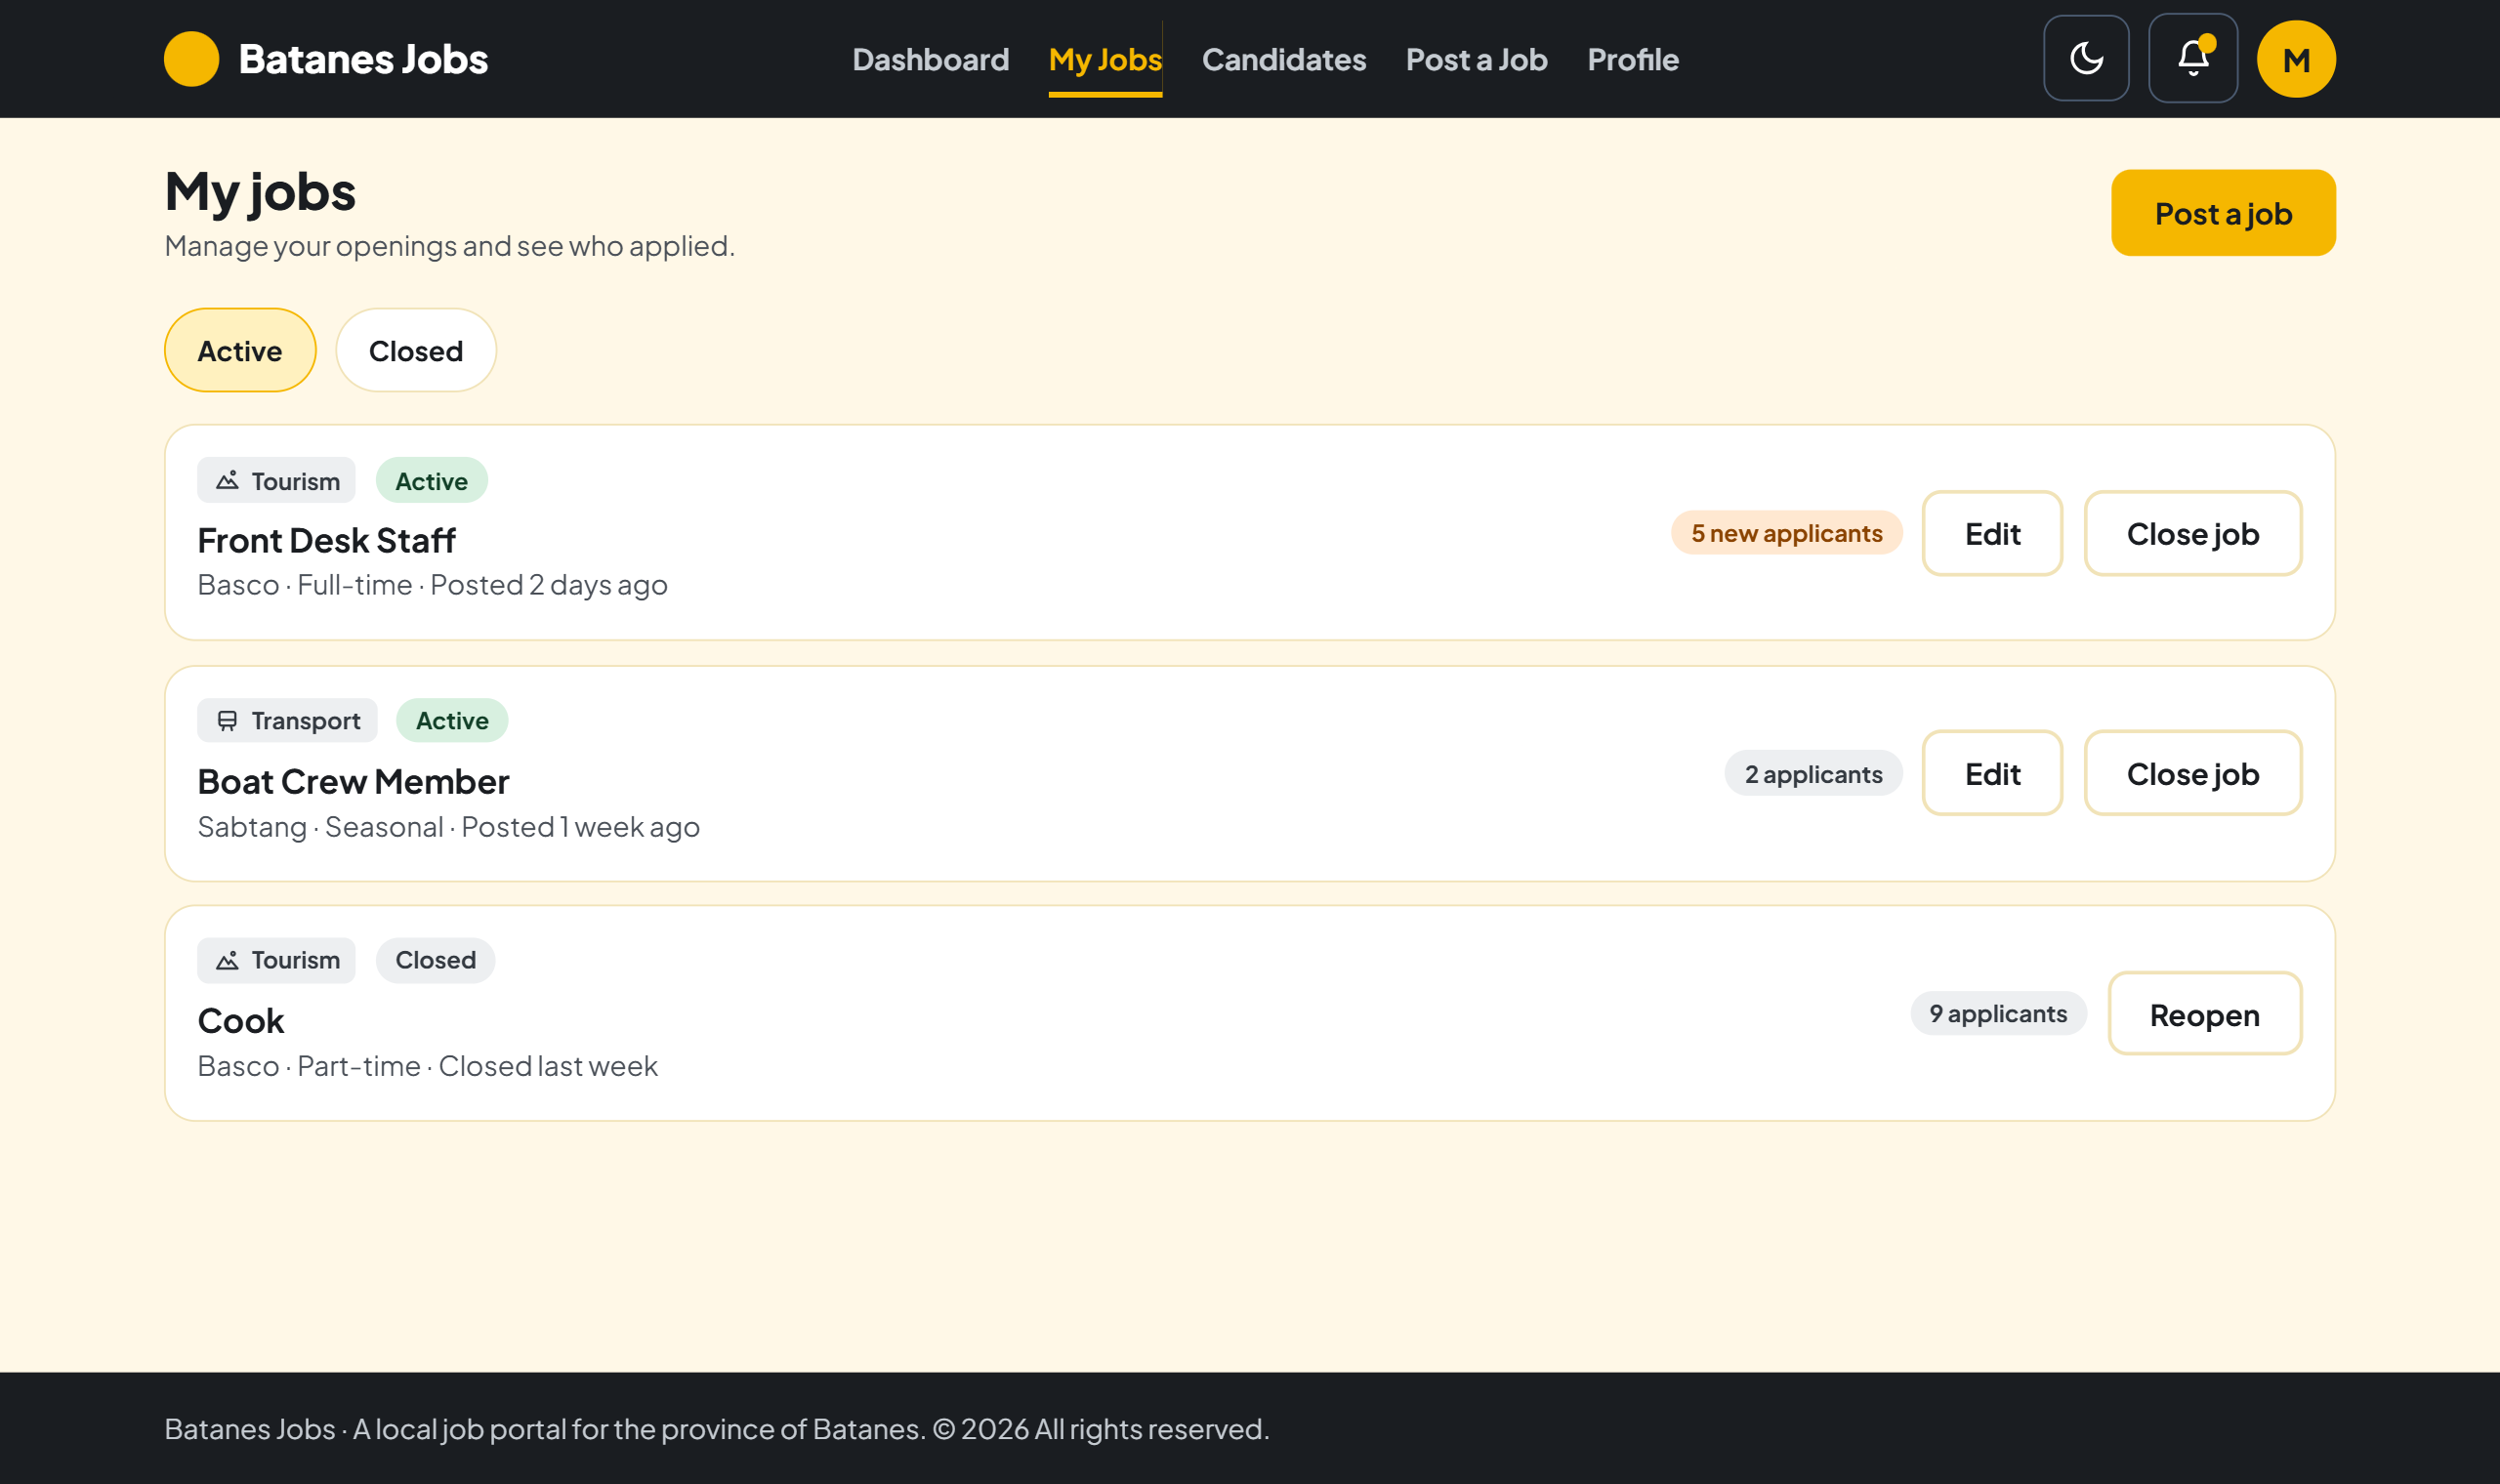 Batanes Jobs
Dashboard My Jobs Candidates Post a Job Profile
M
My jobs
Manage your openings and see who applied.
Post a job
Active Closed
Tourism Active
Front Desk Staff
Basco · Full-time · Posted 2 days ago
5 new applicants Edit Close job
Transport Active
Boat Crew Member
Sabtang · Seasonal · Posted 1 week ago
2 applicants Edit Close job
Tourism Closed
Cook
Basco · Part-time · Closed last week
9 applicants Reopen
Batanes Jobs · A local job portal for the province of Batanes. © 2026 All rights reserved.